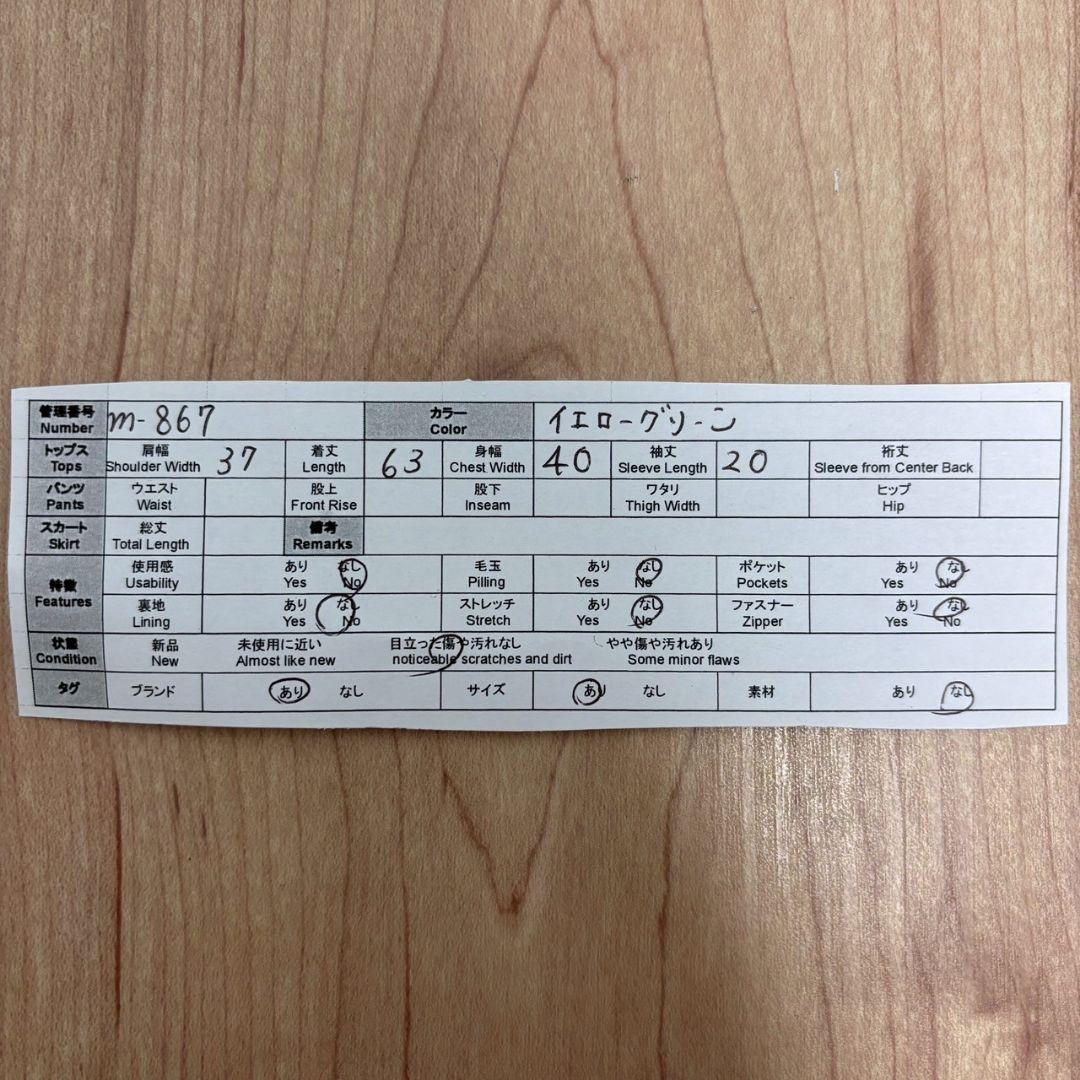 管理番号 m-867 カラー イエローグリーン
Number Color
トップス 肩幅 37 着丈 63 身幅 40 袖丈 20 裄丈
Tops Shoulder Width Length Chest Width Sleeve Length Sleeve from Center Back
パンツ ウエスト 股上 股下 ワタリ ヒップ
Pants Waist Front Rise Inseam Thigh Width Hip
スカート 総丈 備考
Skirt Total Length Remarks
特徴 使用感 あり なし 毛玉 あり なし ポケット あり なし
Features Usability Yes No Pilling Yes No Pockets Yes No
裏地 あり なし ストレッチ あり なし ファスナー あり なし
Lining Yes No Stretch Yes No Zipper Yes No
状態 新品 未使用に近い 目立った傷や汚れなし やや傷や汚れあり
Condition New Almost like new noticeable scratches and dirt Some minor flaws
タグ ブランド あり なし サイズ あり なし 素材 あり なし